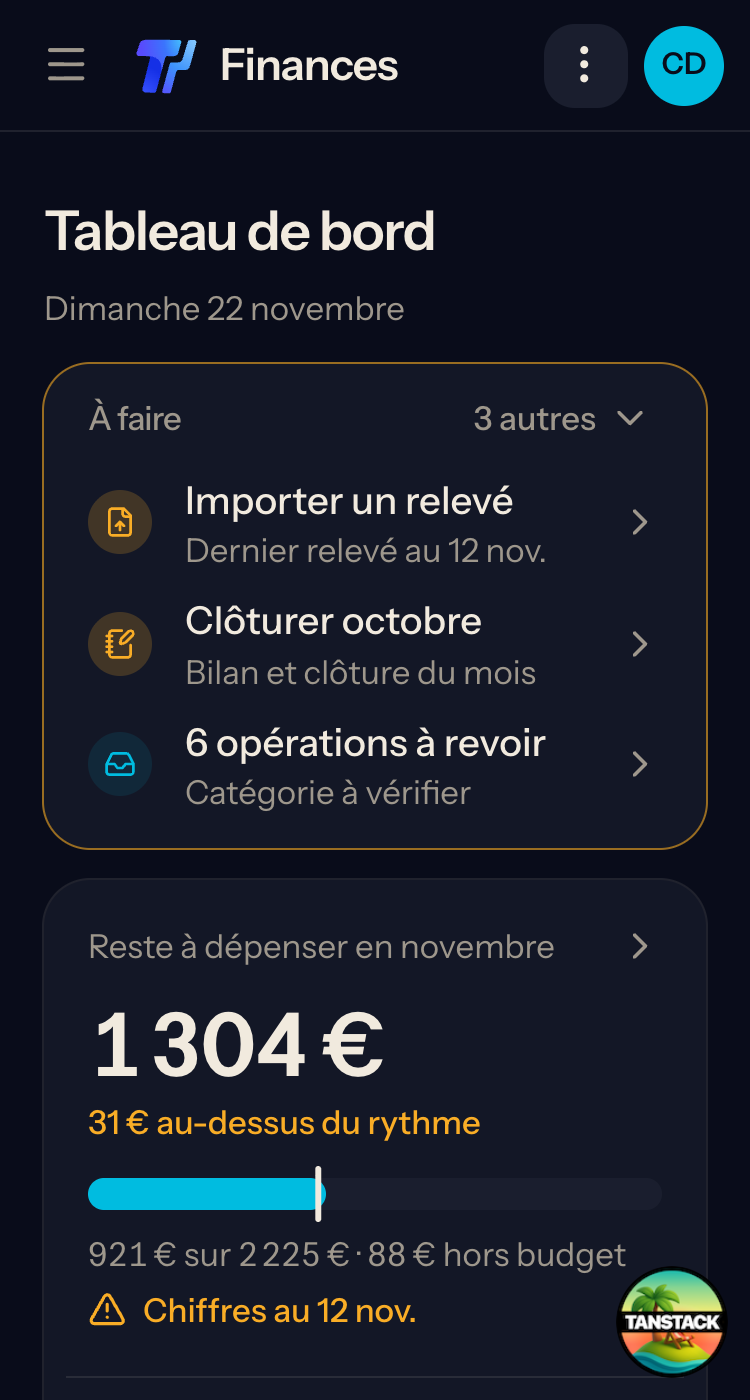 Finances
CD
Tableau de bord
Dimanche 22 novembre
À faire
3 autres
Importer un relevé
Dernier relevé au 12 nov.
Clôturer octobre
Bilan et clôture du mois
6 opérations à revoir
Catégorie à vérifier
Reste à dépenser en novembre
1 304 €
31 € au-dessus du rythme
921 € sur 2 225 € · 88 € hors budget
Chiffres au 12 nov.
TANSTACK